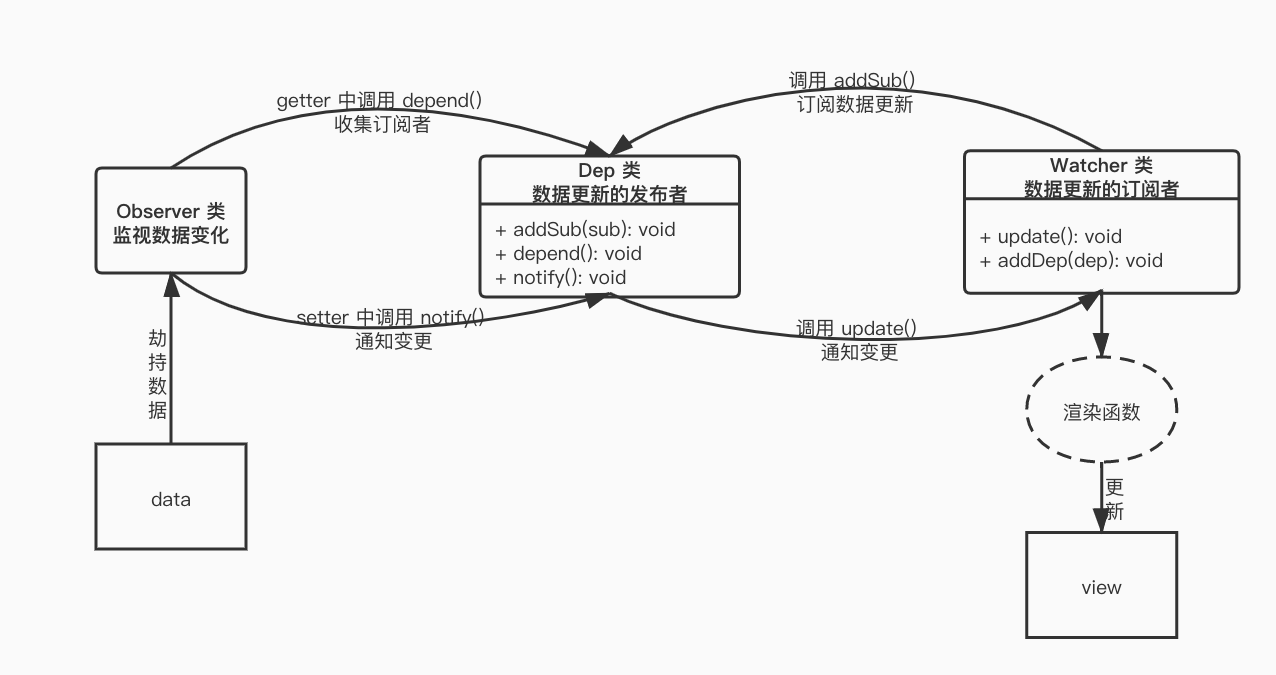 getter 中调用 depend()
收集订阅者
调用 addSub()
订阅数据更新
Observer 类
监视数据变化
Dep 类
数据更新的发布者
+ addSub(sub): void
+ depend(): void
+ notify(): void
Watcher 类
数据更新的订阅者
+ update(): void
+ addDep(dep): void
setter 中调用 notify()
通知变更
调用 update()
通知变更
劫
持
数
据
渲染函数
data
更
新
view